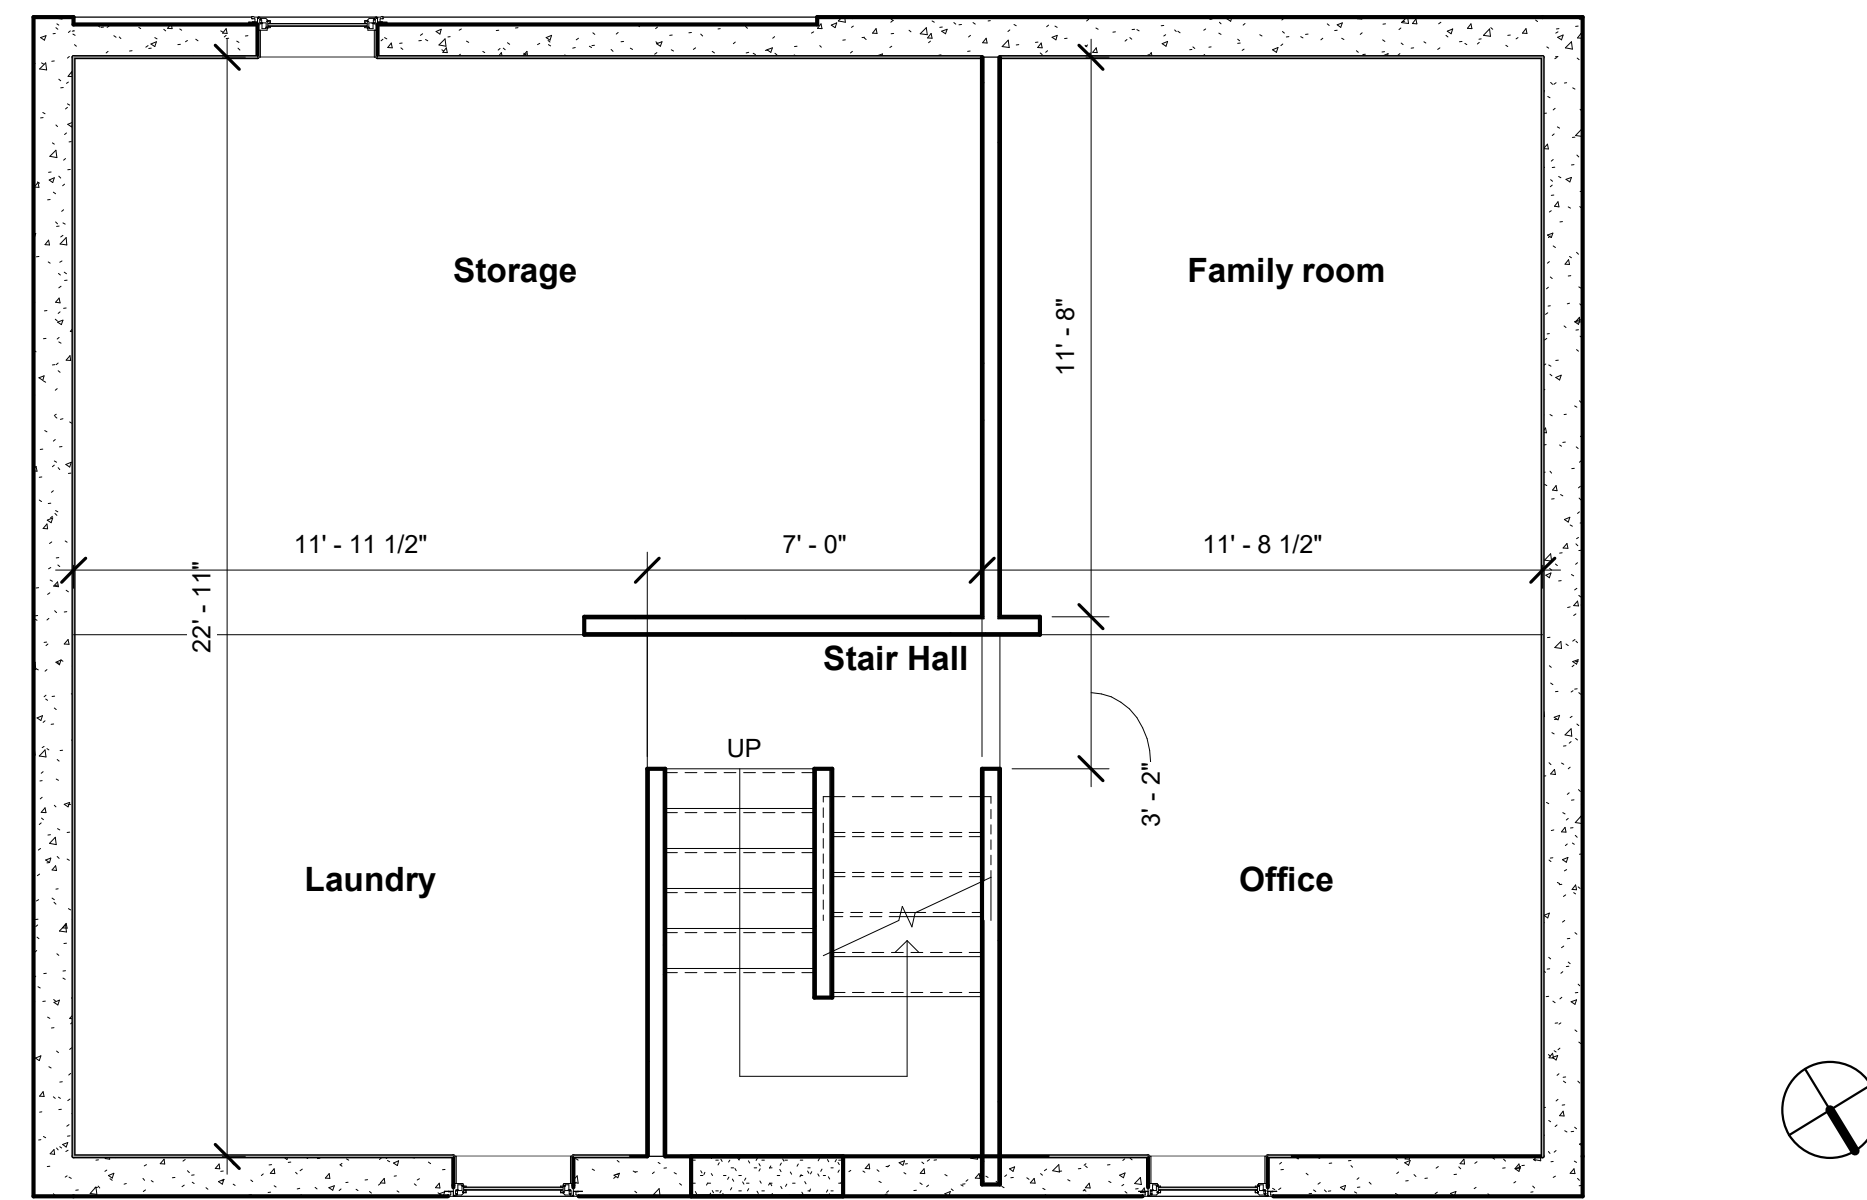 Storage
Family room
11' - 8"
11' - 11 1/2"
7' - 0"
11' - 8 1/2"
22' - 11"
Stair Hall
UP
3' - 2"
Laundry
Office